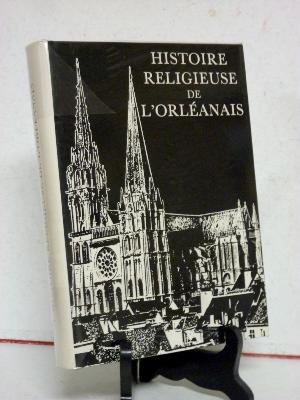 HISTOIRE
RELIGIEUSE
DE
L'ORLÉANAIS